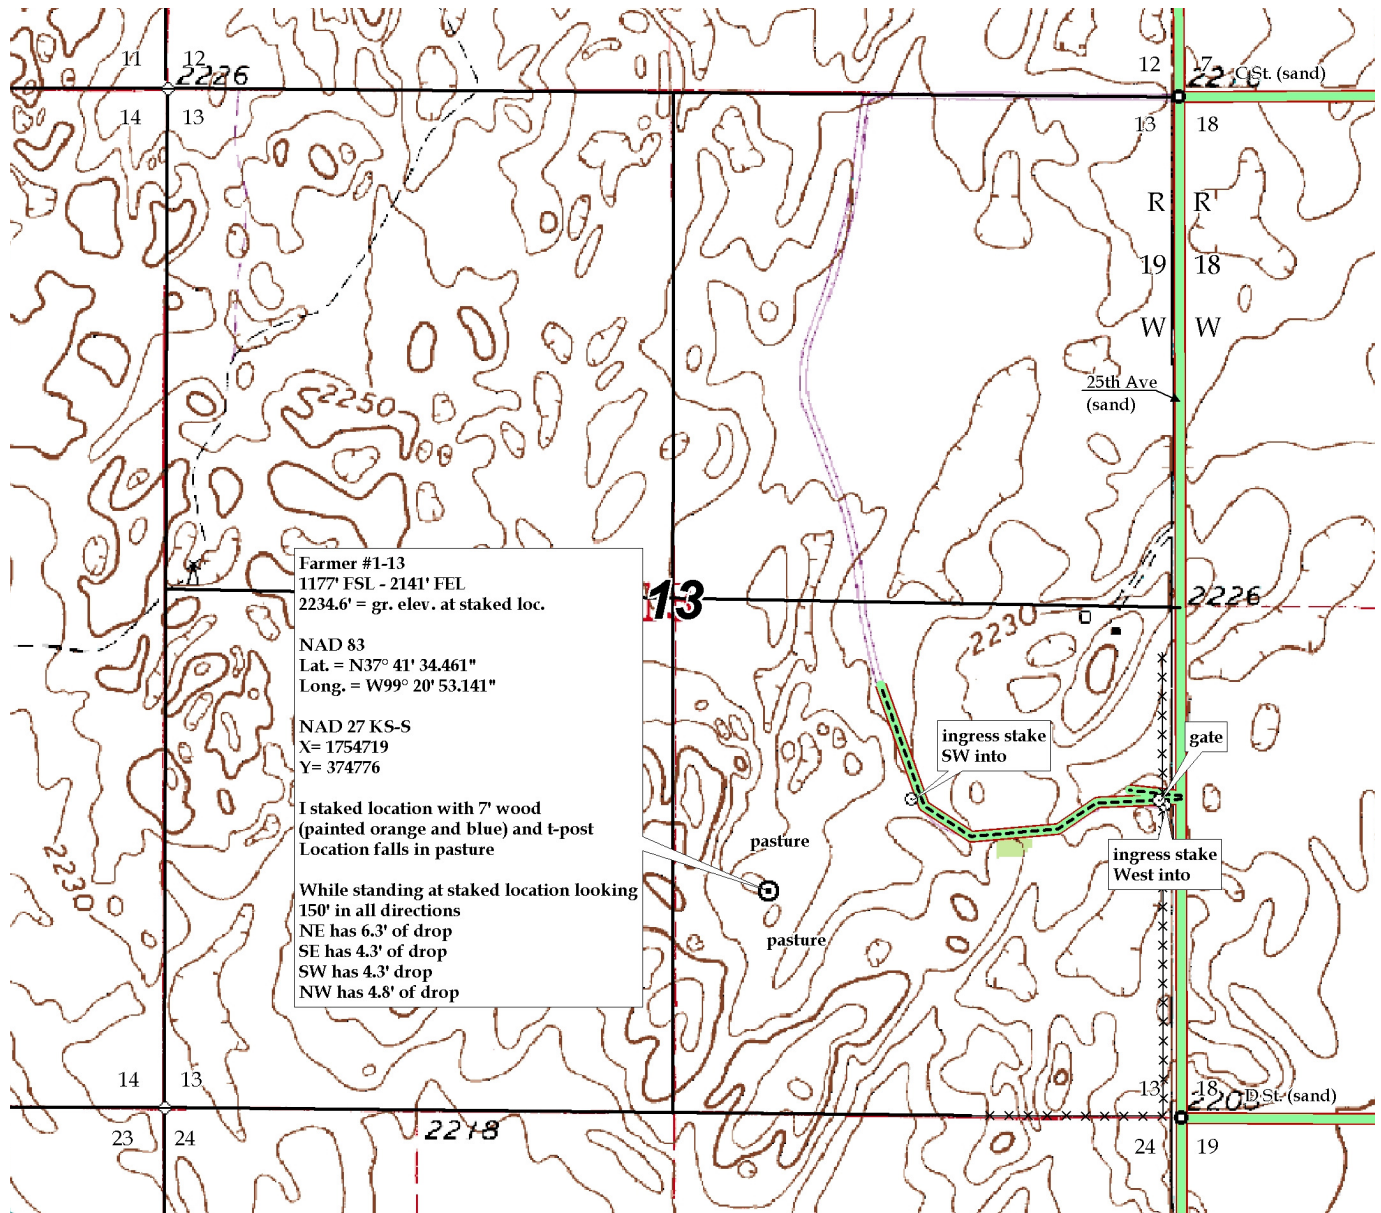 11
12
2226
12
7
C St. (sand)
14
13
13
18
R
R
19
18
W
W
25th Ave
(sand)
2250
Farmer #1-13
1177' FSL - 2141' FEL
2234.6' = gr. elev. at staked loc.
NAD 83
Lat. = N37° 41' 34.461"
Long. = W99° 20' 53.141"
NAD 27 KS-S
X= 1754719
Y= 374776
I staked location with 7' wood
(painted orange and blue) and t-post
Location falls in pasture
While standing at staked location looking
150' in all directions
NE has 6.3' of drop
SE has 4.3' of drop
SW has 4.3' drop
NW has 4.8' of drop
13
2226
2230
ingress stake
SW into
gate
pasture
2230
ingress stake
West into
pasture
14
13
13
18
D St. (sand)
23
24
2218
24
19